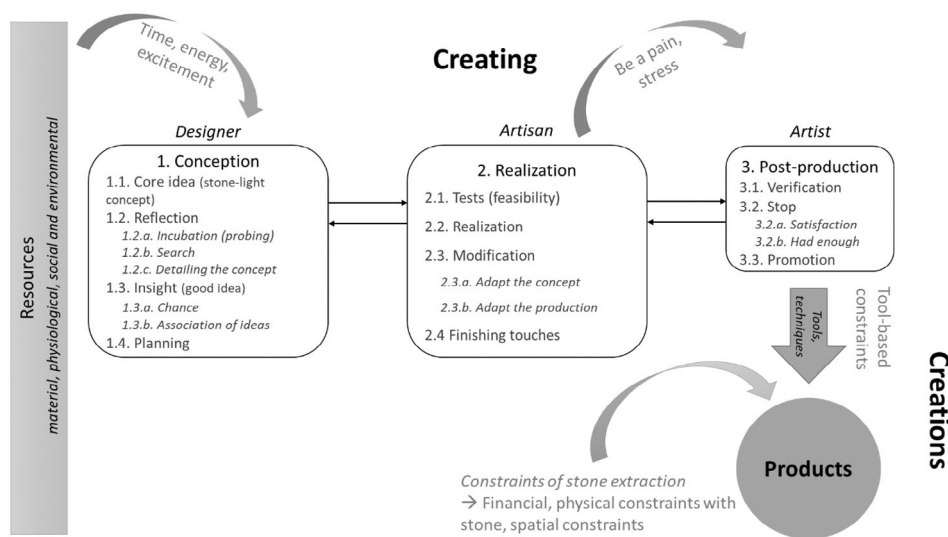 Resources
material, physiological, social and environmental
Time, energy,
excitement
Creating
Be a pain,
stress
Designer
1. Conception
1.1. Core idea (stone-light
concept)
1.2. Reflection
1.2.a. Incubation (probing)
1.2.b. Search
1.2.c. Detailing the concept
1.3. Insight (good idea)
1.3.a. Chance
1.3.b. Association of ideas
1.4. Planning
Artisan
2. Realization
2.1. Tests (feasibility)
2.2. Realization
2.3. Modification
2.3.a. Adapt the concept
2.3.b. Adapt the production
2.4 Finishing touches
Artist
3. Post-production
3.1. Verification
3.2. Stop
3.2.a. Satisfaction
3.2.b. Had enough
3.3. Promotion
Tools,
techniques
Tool-based
constraints
Creations
Products
Constraints of stone extraction
→ Financial, physical constraints with
stone, spatial constraints